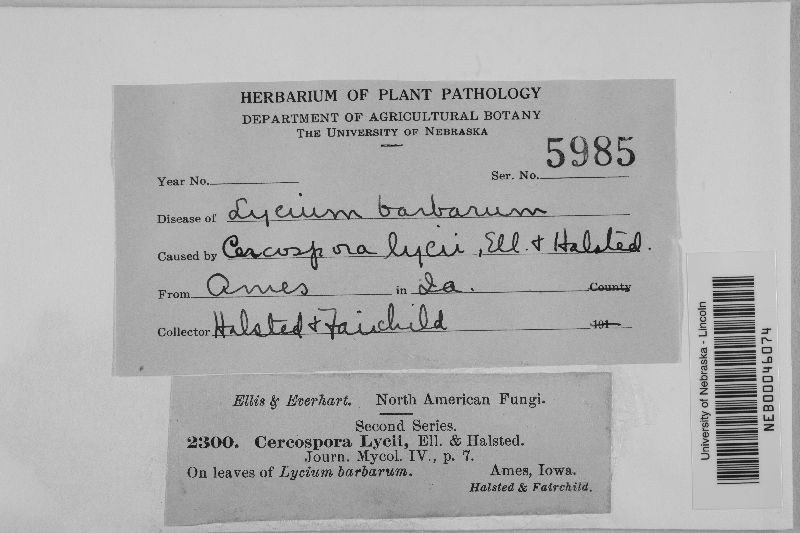 HERBARIUM OF PLANT PATHOLOGY
DEPARTMENT OF AGRICULTURAL BOTANY
THE UNIVERSITY OF NEBRASKA
5985
Year No. Ser. No.
Disease of Lycium barbarum
Caused by Cercospora lycii, Ell. & Halsted.
From Ames in Ia. County
Collector Halsted & Fairchild 191
Ellis & Everhart. North American Fungi.
Second Series.
2300. Cercospora Lycii, Ell. & Halsted.
Journ. Mycol. IV., p. 7.
On leaves of Lycium barbarum. Ames, Iowa.
Halsted & Fairchild.
University of Nebraska - Lincoln
NEB00046074